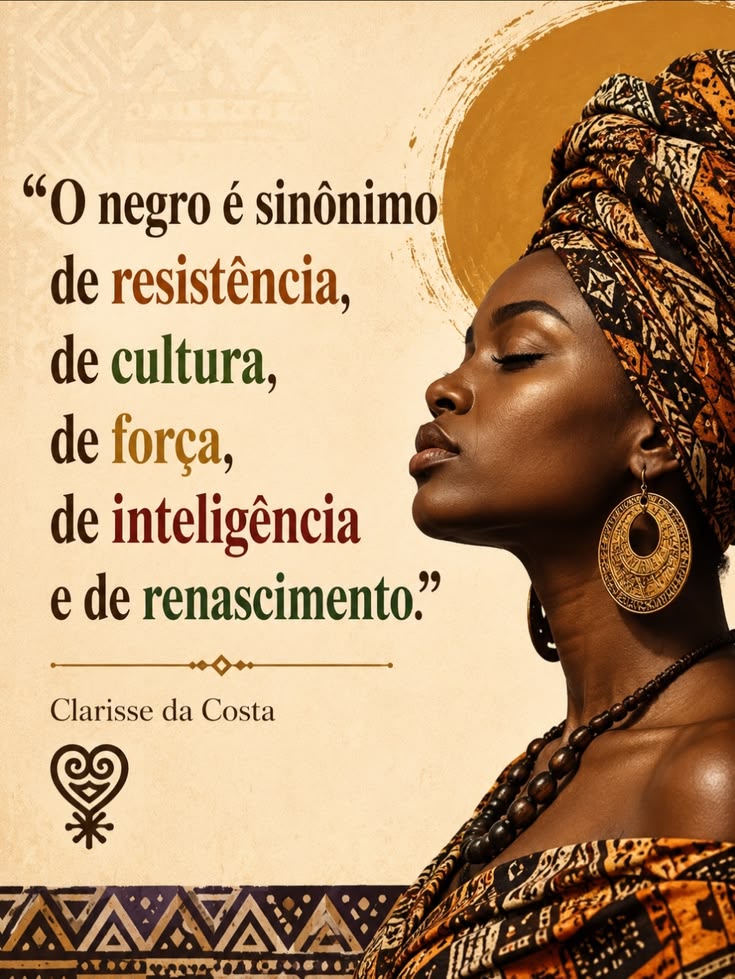 “O negro é sinônimo
de resistência,
de cultura,
de força,
de inteligência
e de renascimento.”
Clarisse da Costa